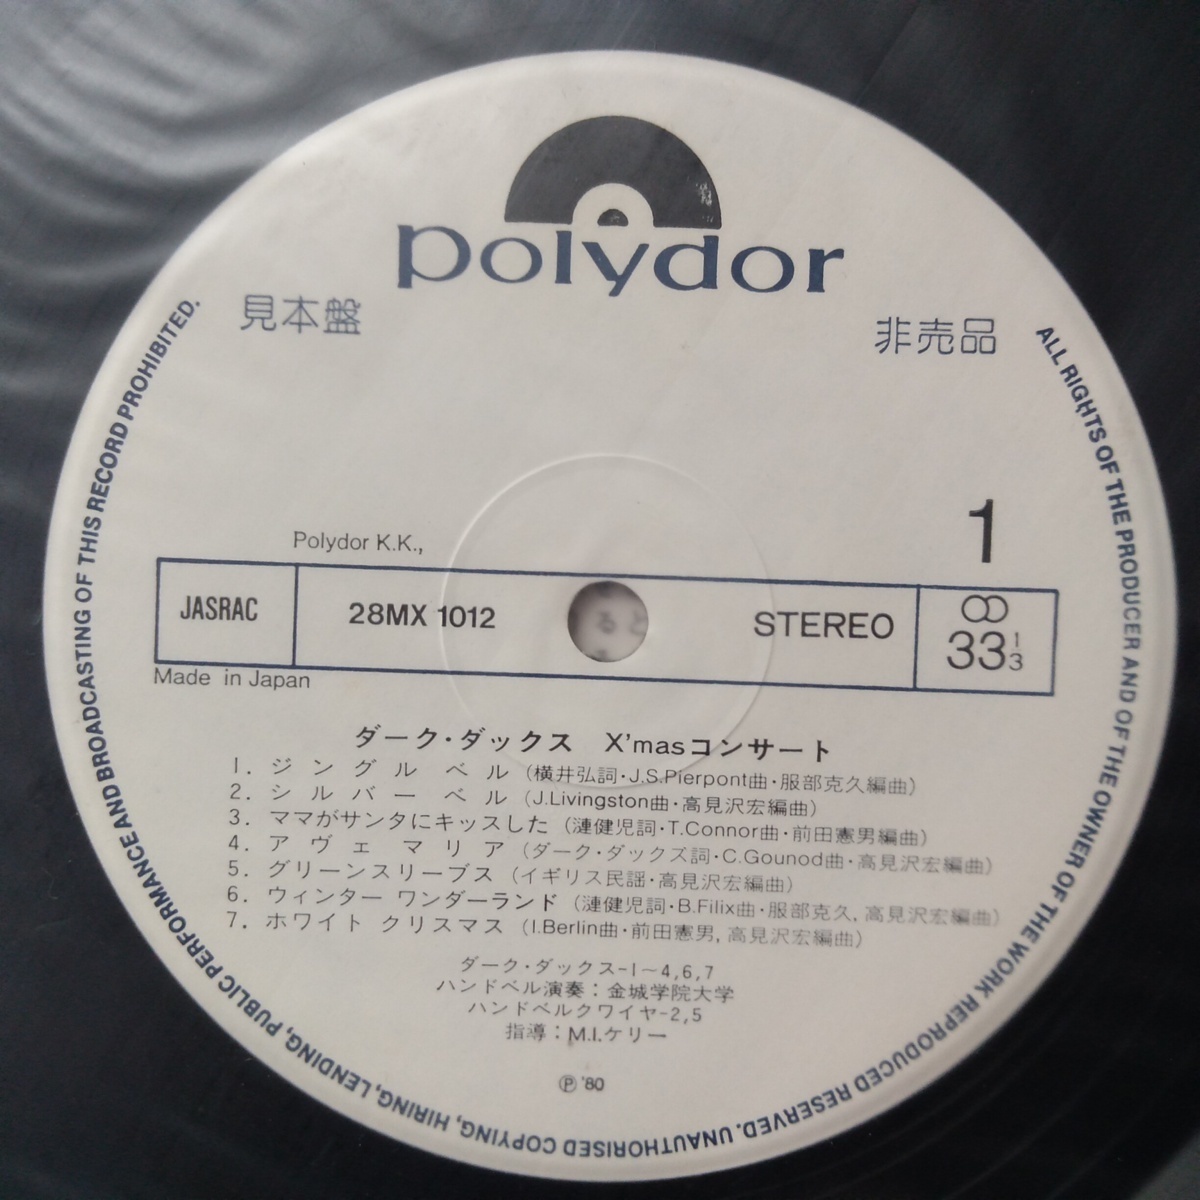 polydor
見本盤
非売品
1
Polydor K.K.,
JASRAC
28MX 1012
STEREO
33 1/3
Made in Japan
ダーク・ダックス X'masコンサート
1. ジングル ベル (横井弘詞・J.S.Pierpont曲・服部克久編曲)
2. シルバー ベル (J.Livingston曲・高見沢宏編曲)
3. ママがサンタにキッスした (漣健児詞・T.Connor曲・前田憲男編曲)
4. アヴェ マリア (ダーク・ダックス詞・C.Gounod曲・高見沢宏編曲)
5. グリーンスリーブス (イギリス民謡・高見沢宏編曲)
6. ウィンター ワンダーランド (漣健児詞・B.Filix曲・服部克久, 高見沢宏編曲)
7. ホワイト クリスマス (I.Berlin曲・前田憲男, 高見沢宏編曲)
ダーク・ダックス-1〜4,6,7
ハンドベル演奏：金城学院大学
ハンドベルクワイヤ-2,5
指導：M.I.ケリー
Ⓟ '80
ALL RIGHTS OF THE PRODUCER AND OF THE OWNER OF THE WORK REPRODUCED RESERVED. UNAUTHORISED COPYING, HIRING, LENDING, PUBLIC PERFORMANCE AND BROADCASTING OF THIS RECORD PROHIBITED.